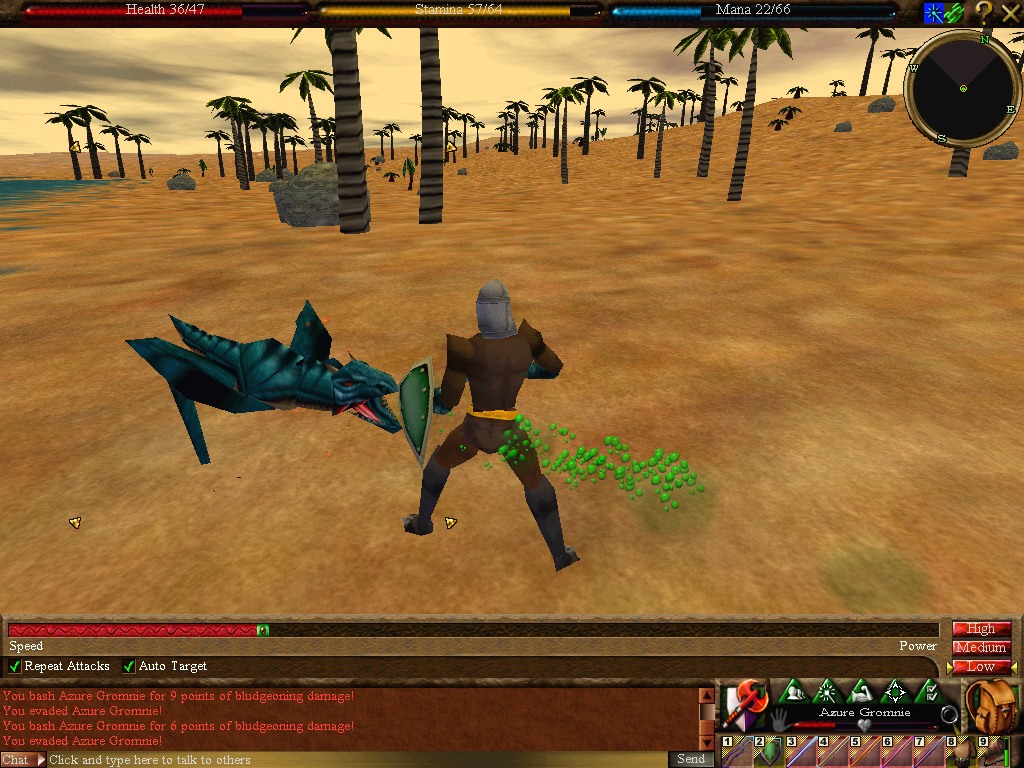 Health 36/47 Stamina 57/64 Mana 22/66
N
W
E
S
High
Speed Power Medium
Repeat Attacks Auto Target Low
You bash Azure Gromnie for 9 points of bludgeoning damage!
You evaded Azure Gromnie!
You bash Azure Gromnie for 6 points of bludgeoning damage!
You evaded Azure Gromnie!
Azure Gromnie
1 2 3 4 5 6 7 8 9
Chat Click and type here to talk to others Send